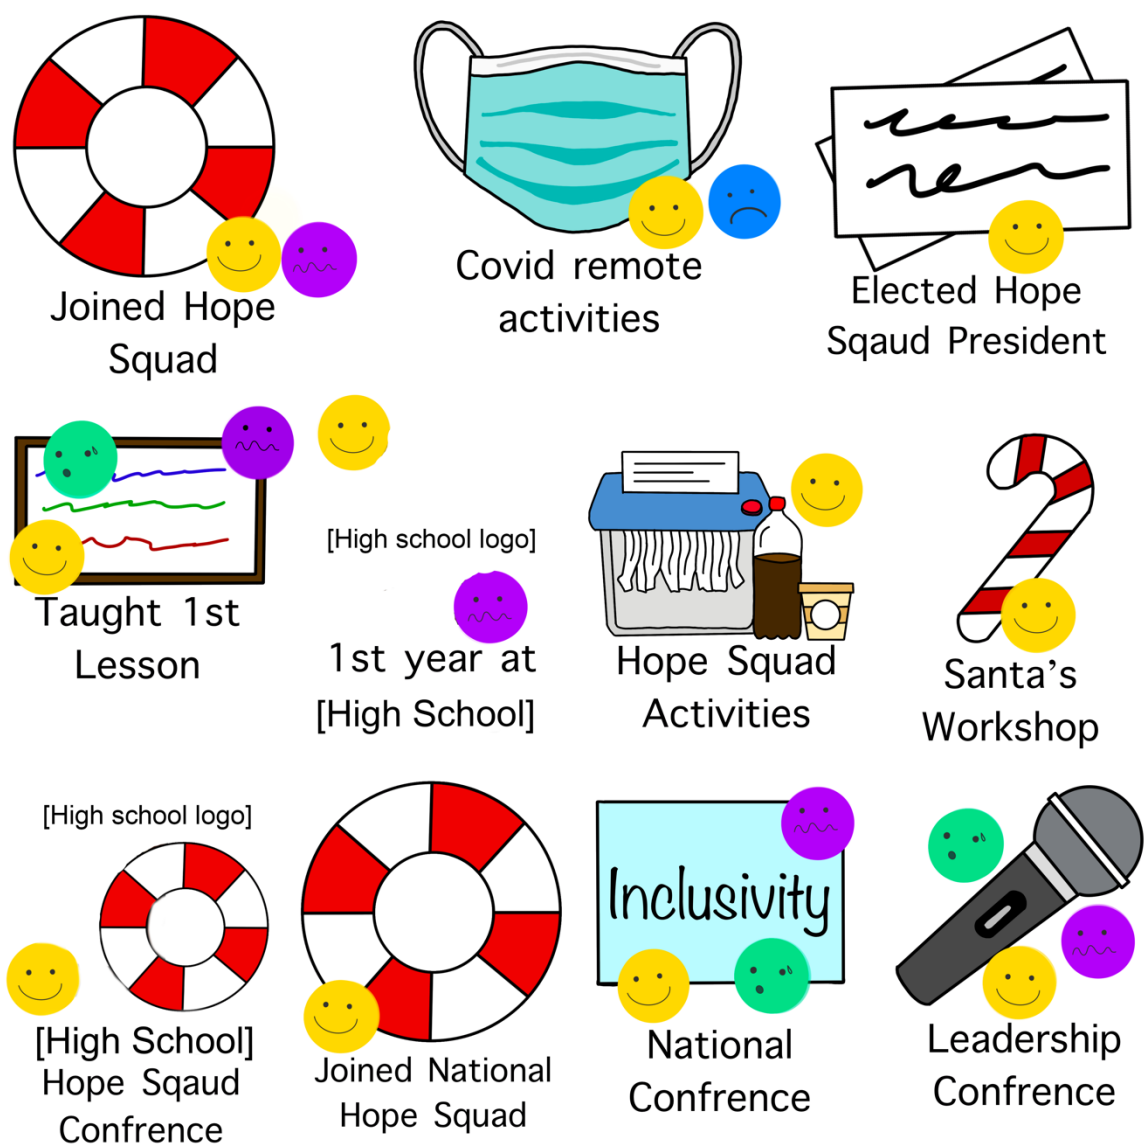 Joined Hope
Squad
Covid remote
activities
Elected Hope
Sqaud President
Taught 1st
Lesson
[High school logo]
1st year at
[High School]
Hope Squad
Activities
Santa's
Workshop
[High school logo]
[High School]
Hope Sqaud
Confrence
Joined National
Hope Squad
Inclusivity
National
Confrence
Leadership
Confrence